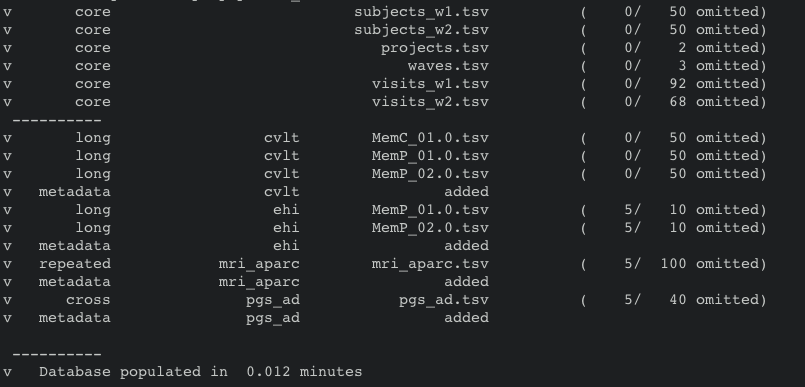 v       core                           subjects_w1.tsv          (    0/   50 omitted)
v       core                           subjects_w2.tsv          (    0/   50 omitted)
v       core                              projects.tsv          (    0/    2 omitted)
v       core                                 waves.tsv          (    0/    3 omitted)
v       core                             visits_w1.tsv          (    0/   92 omitted)
v       core                             visits_w2.tsv          (    0/   68 omitted)
 ----------
v       long                 cvlt        MemC_01.0.tsv          (    0/   50 omitted)
v       long                 cvlt        MemP_01.0.tsv          (    0/   50 omitted)
v       long                 cvlt        MemP_02.0.tsv          (    0/   50 omitted)
v   metadata                 cvlt                added
v       long                  ehi        MemP_01.0.tsv          (    5/   10 omitted)
v       long                  ehi        MemP_02.0.tsv          (    5/   10 omitted)
v   metadata                  ehi                added
v   repeated            mri_aparc        mri_aparc.tsv          (    5/  100 omitted)
v   metadata            mri_aparc                added
v      cross               pgs_ad           pgs_ad.tsv          (    5/   40 omitted)
v   metadata               pgs_ad                added
 ----------
v   Database populated in  0.012 minutes